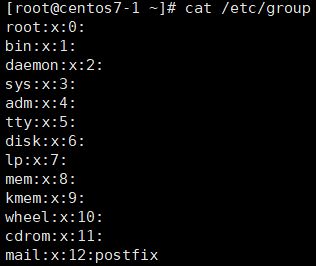 [root@centos7-1 ~]# cat /etc/group
root:x:0:
bin:x:1:
daemon:x:2:
sys:x:3:
adm:x:4:
tty:x:5:
disk:x:6:
lp:x:7:
mem:x:8:
kmem:x:9:
wheel:x:10:
cdrom:x:11:
mail:x:12:postfix